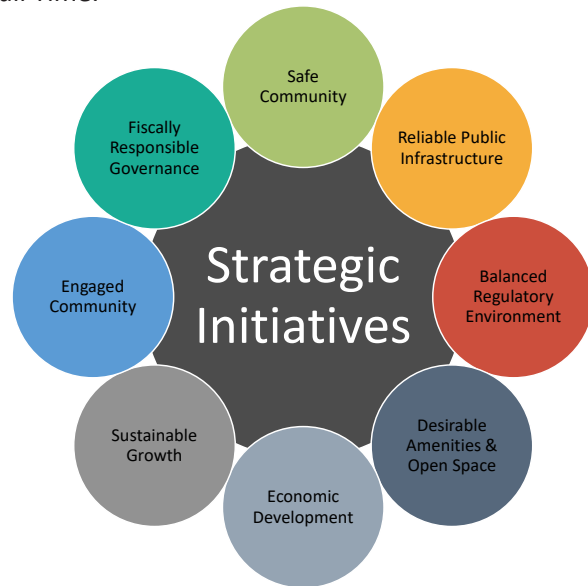 Strategic
Initiatives
Safe
Community
Reliable Public
Infrastructure
Balanced
Regulatory
Environment
Desirable
Amenities &
Open Space
Economic
Development
Sustainable
Growth
Engaged
Community
Fiscally
Responsible
Governance